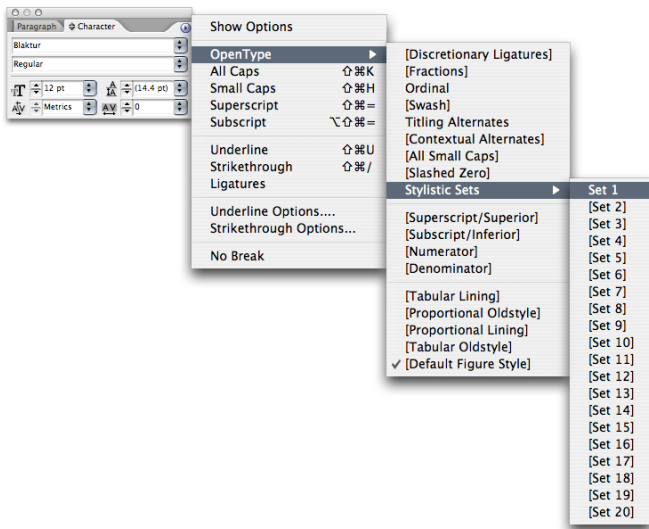 Paragraph
Character
Blaktur
Regular
12 pt
(14.4 pt)
Metrics
0
Show Options
OpenType
All Caps ⇧⌘K
Small Caps ⇧⌘H
Superscript ⇧⌘=
Subscript ⌥⇧⌘=
Underline ⇧⌘U
Strikethrough ⇧⌘/
Ligatures
Underline Options....
Strikethrough Options...
No Break
[Discretionary Ligatures]
[Fractions]
Ordinal
[Swash]
Titling Alternates
[Contextual Alternates]
[All Small Caps]
[Slashed Zero]
Stylistic Sets
[Superscript/Superior]
[Subscript/Inferior]
[Numerator]
[Denominator]
[Tabular Lining]
[Proportional Oldstyle]
[Proportional Lining]
[Tabular Oldstyle]
✓ [Default Figure Style]
Set 1
[Set 2]
[Set 3]
[Set 4]
[Set 5]
[Set 6]
[Set 7]
[Set 8]
[Set 9]
[Set 10]
[Set 11]
[Set 12]
[Set 13]
[Set 14]
[Set 15]
[Set 16]
[Set 17]
[Set 18]
[Set 19]
[Set 20]